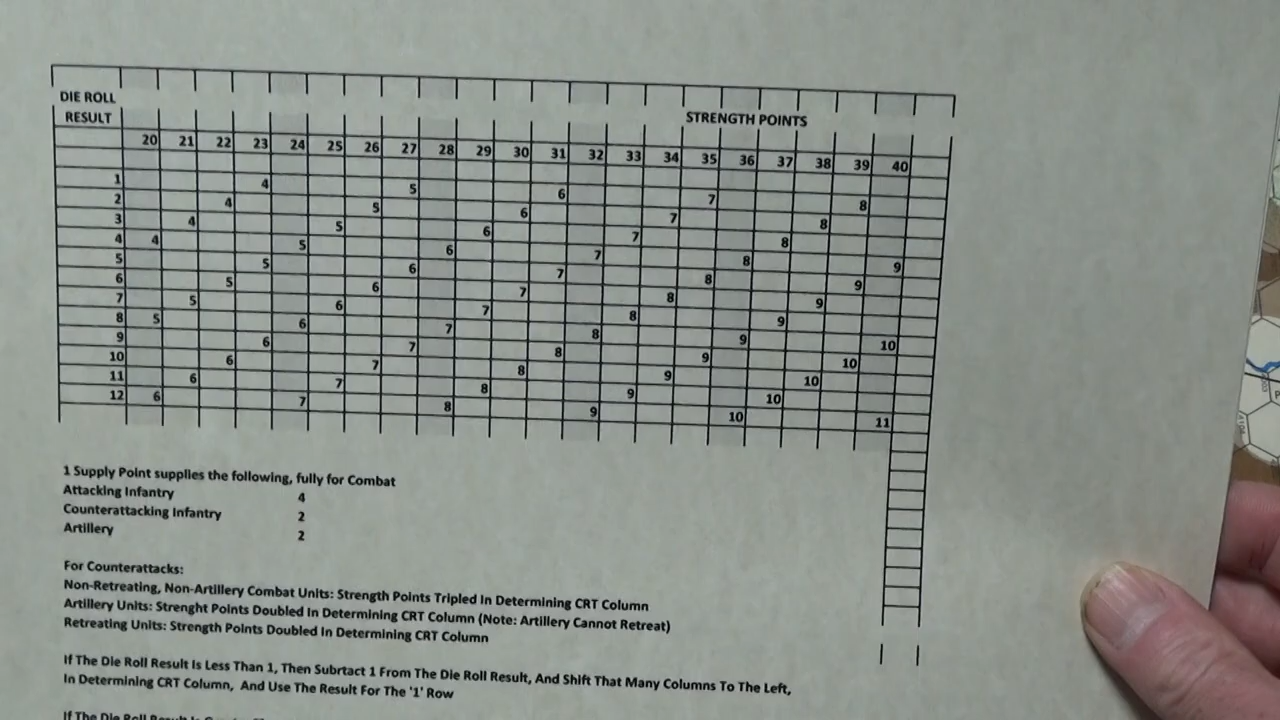 DIE ROLL
RESULT STRENGTH POINTS
20 21 22 23 24 25 26 27 28 29 30 31 32 33 34 35 36 37 38 39 40
1 4 5 6 7 8
2 4 5 6 7 8
3 4 5 6 7 8
4 4 5 6 7 8 9
5 5 6 7 8 9
6 5 6 7 8 9
7 5 6 7 8 9
8 5 6 7 8 9 10
9 6 7 8 9 10
10 6 7 8 9 10
11 6 7 8 9 10
12 6 7 8 9 10 11
1 Supply Point supplies the following, fully for Combat
Attacking Infantry 4
Counterattacking Infantry 2
Artillery 2
For Counterattacks:
Non-Retreating, Non-Artillery Combat Units: Strength Points Tripled In Determining CRT Column
Artillery Units: Strenght Points Doubled In Determining CRT Column (Note: Artillery Cannot Retreat)
Retreating Units: Strength Points Doubled In Determining CRT Column
If The Die Roll Result Is Less Than 1, Then Subrtact 1 From The Die Roll Result, And Shift That Many Columns To The Left,
In Determining CRT Column, And Use The Result For The '1' Row
If The Die Roll Result Is